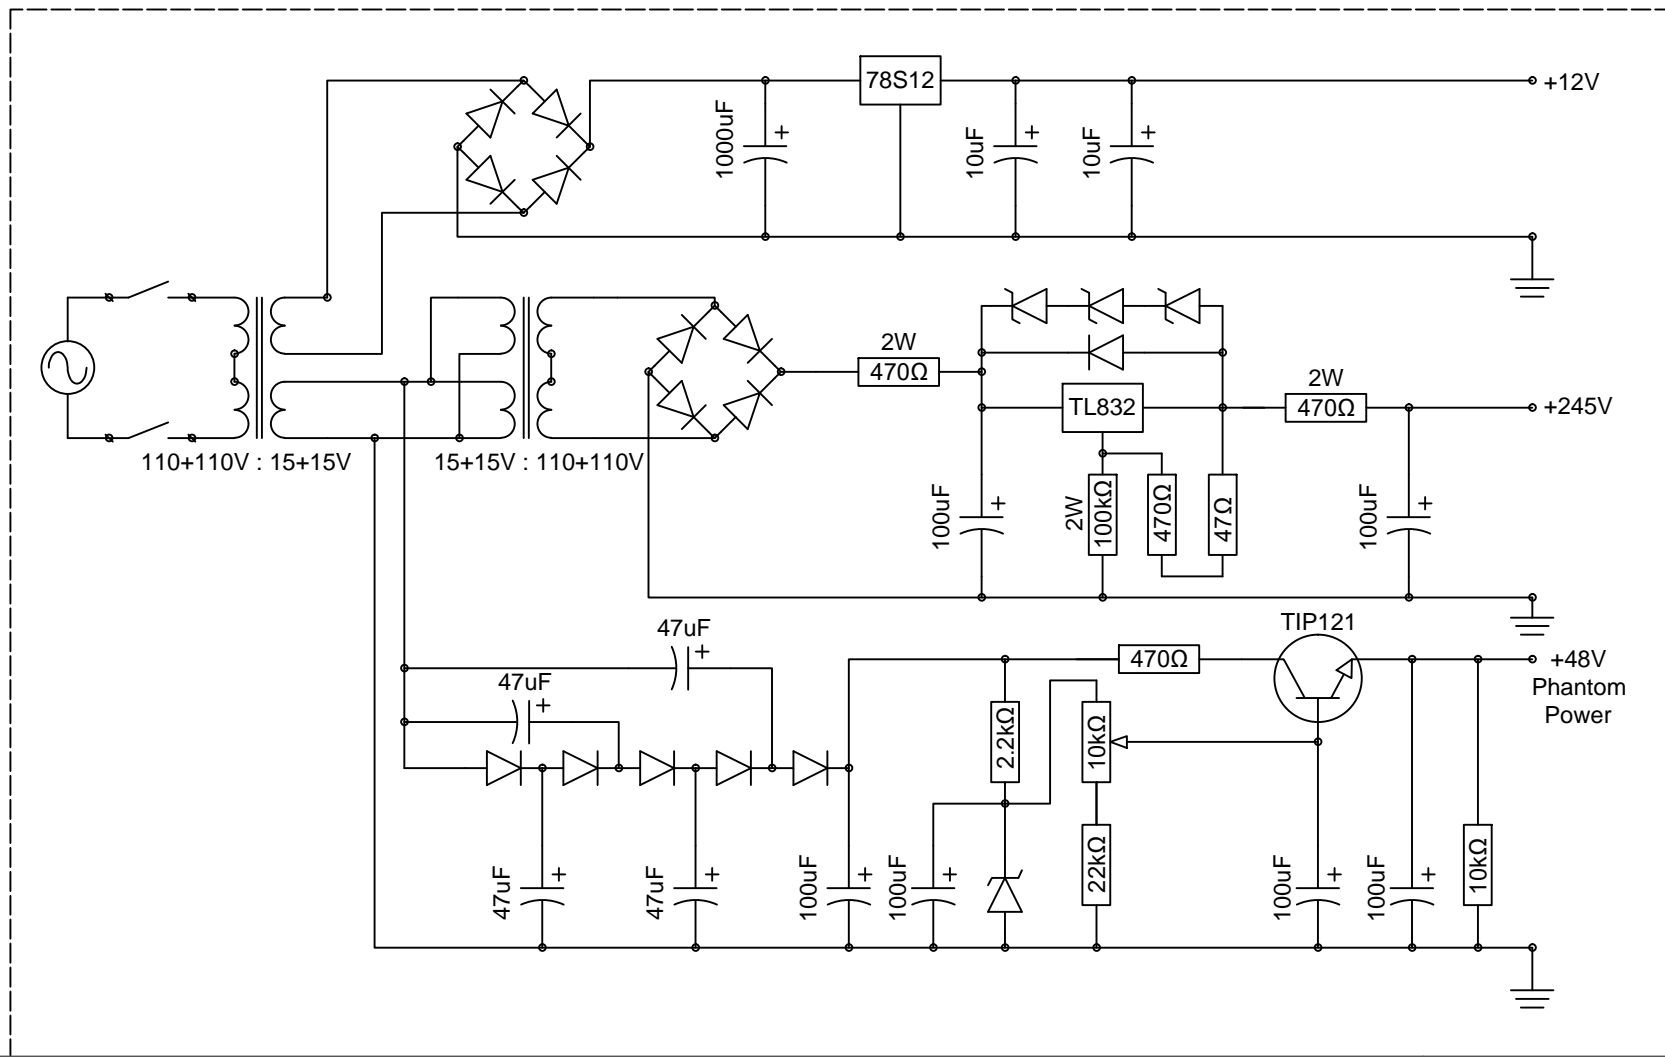 78S12
+12V
1000uF
+
10uF
+
10uF
+
2W
470Ω
TL832
2W
470Ω
+245V
110+110V : 15+15V
15+15V : 110+110V
100uF
+
2W
100kΩ
470Ω
47Ω
100uF
+
TIP121
47uF
+
470Ω
+48V
Phantom
Power
47uF
+
2.2kΩ
10kΩ
47uF
+
47uF
+
100uF
+
100uF
+
22kΩ
100uF
+
100uF
+
10kΩ